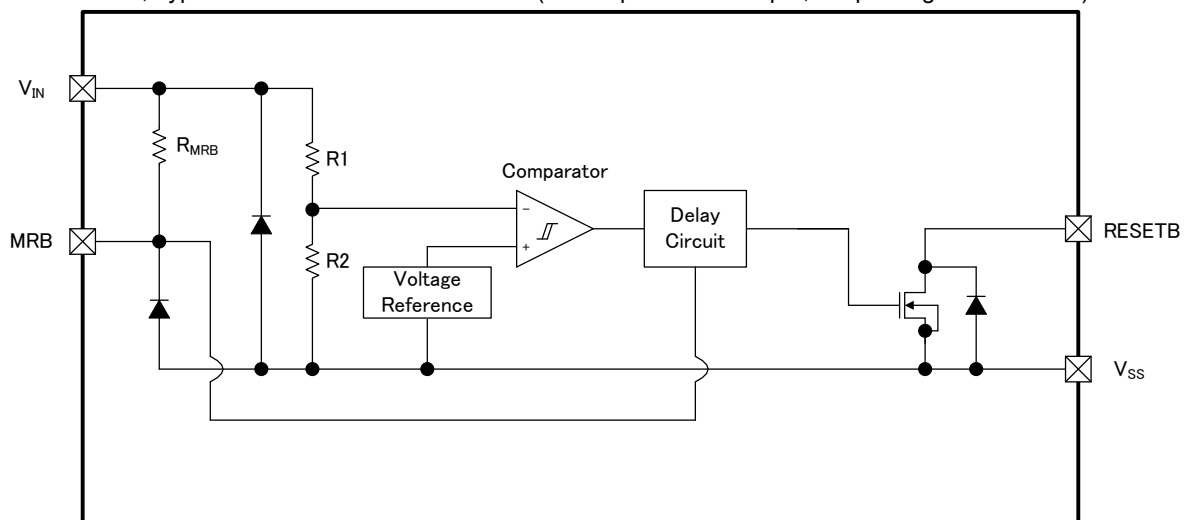 V_IN
R_MRB
R1
Comparator
−
+
Delay
Circuit
MRB
R2
Voltage
Reference
RESETB
V_SS